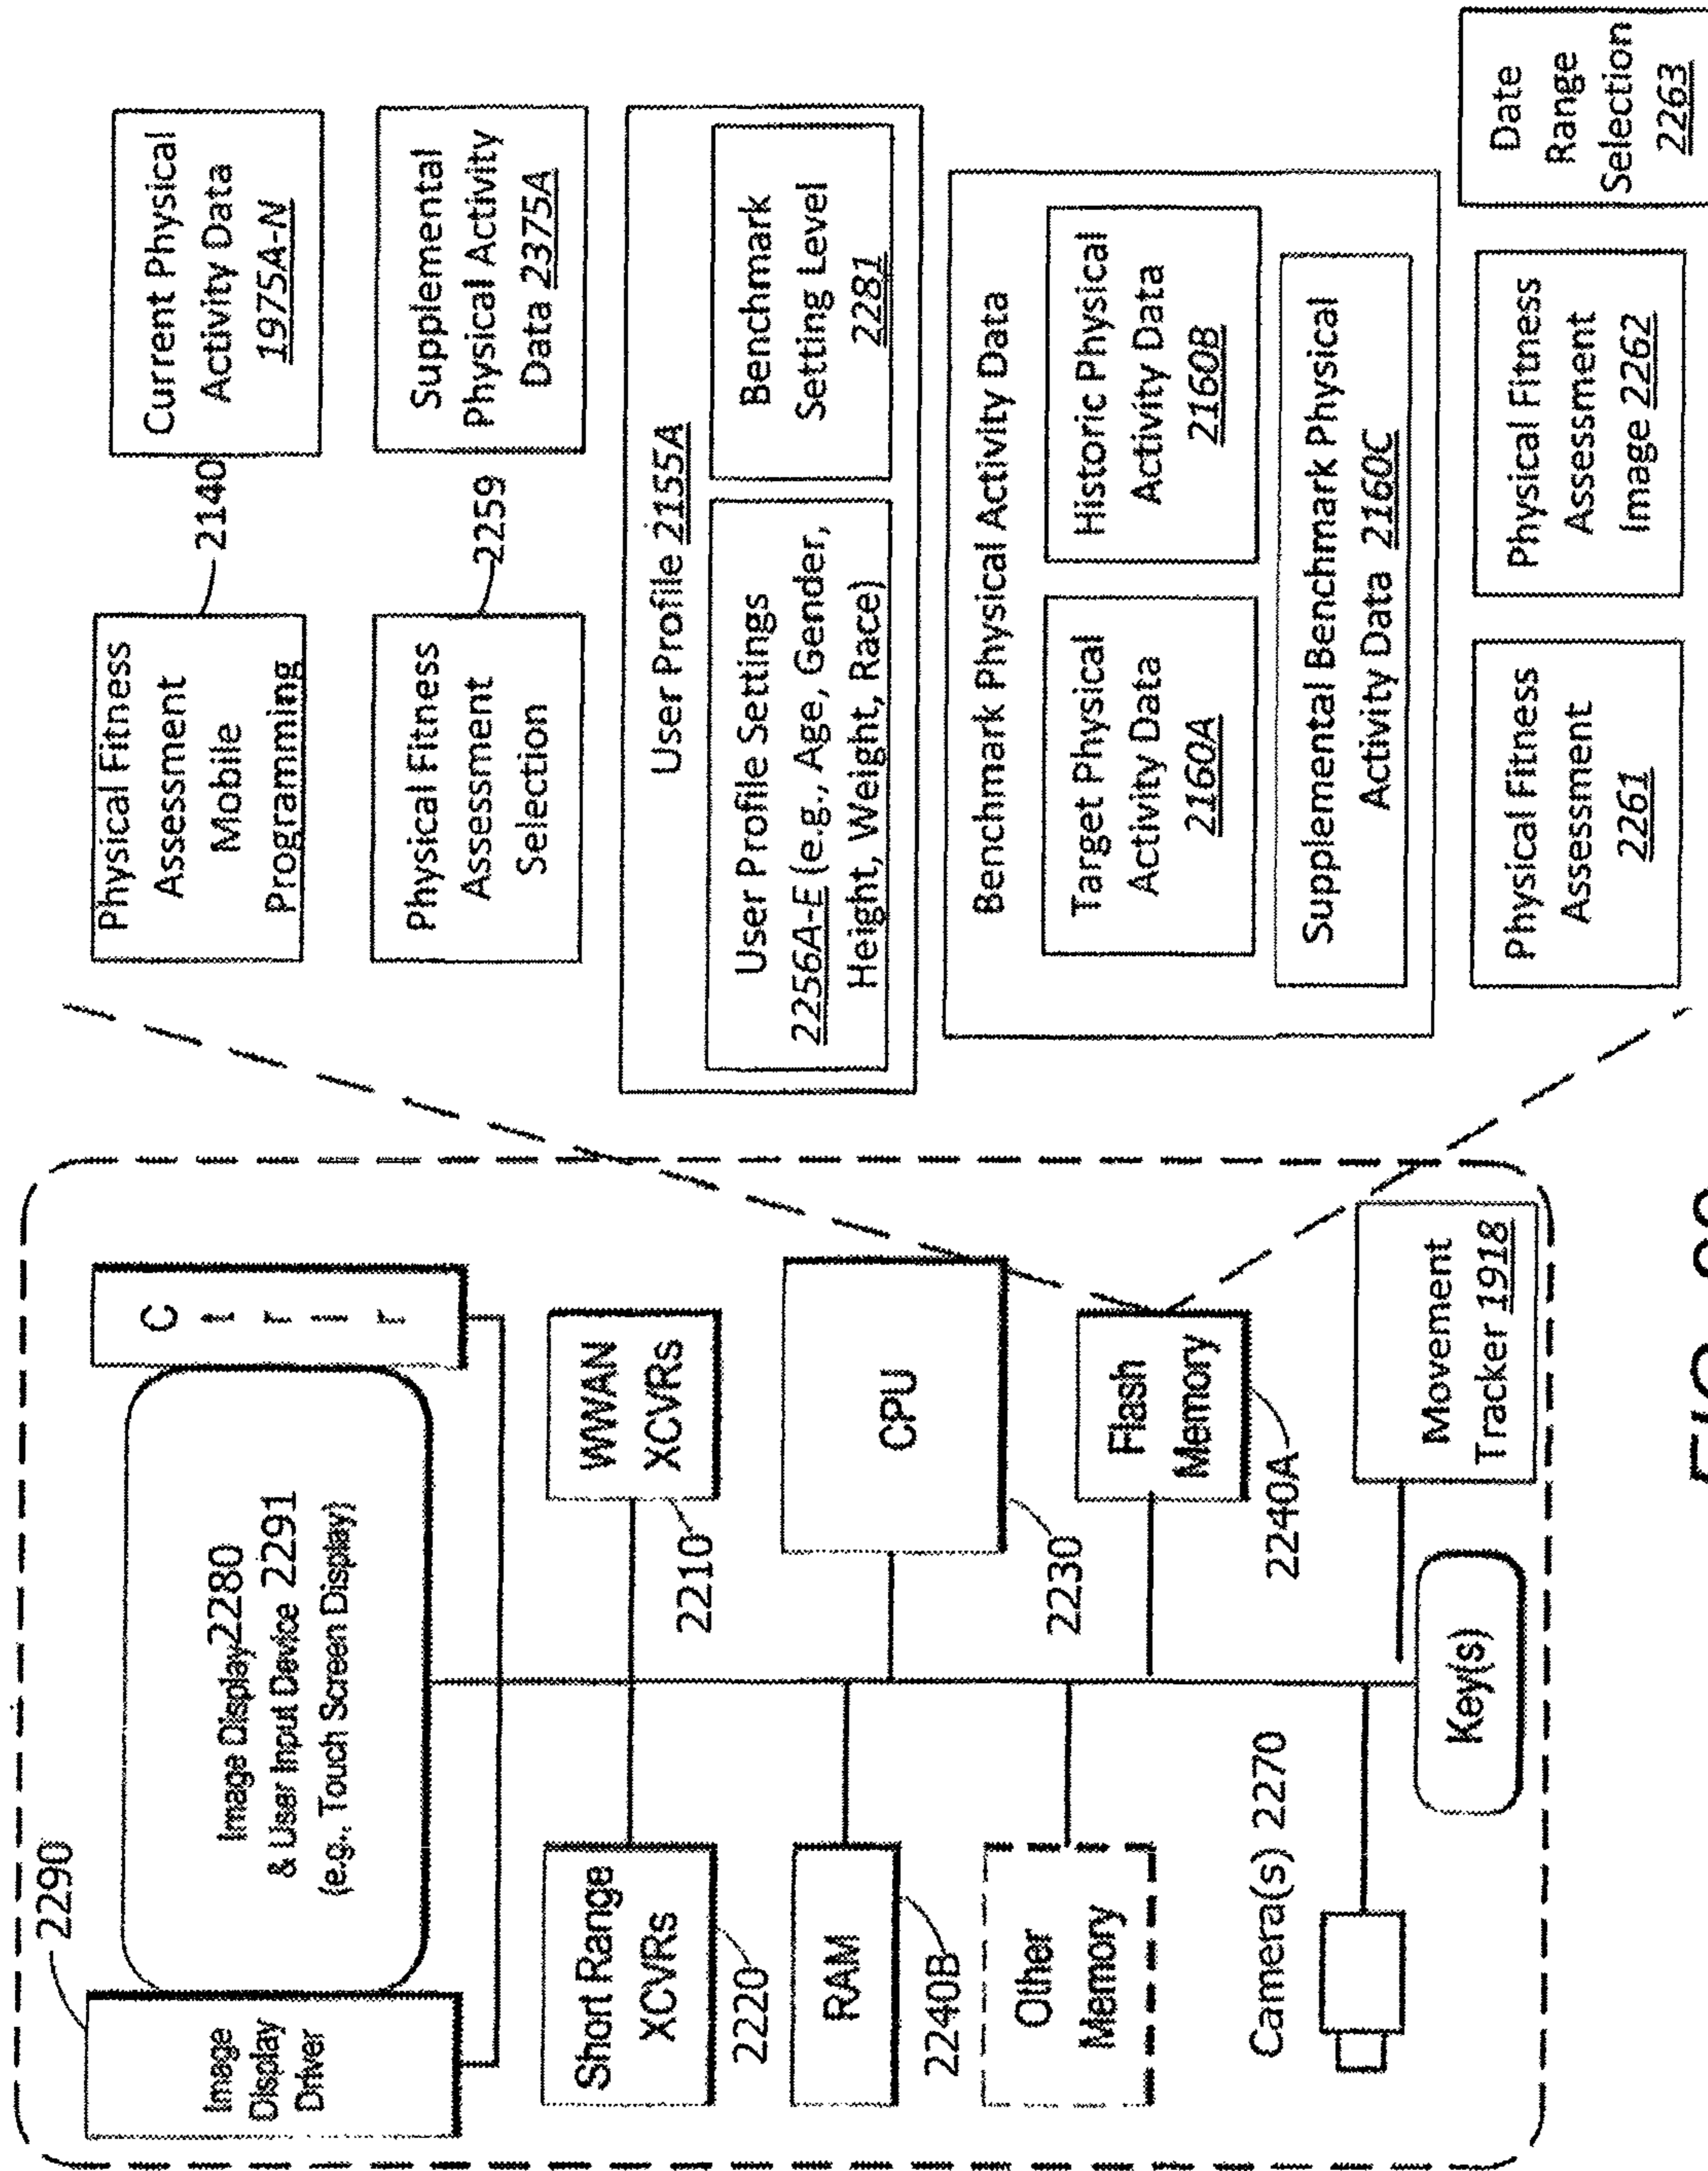 2290
Image
Display
Driver
Image Display 2280
& User Input Device 2291
(e.g., Touch Screen Display)
C
t
r
l
r
Short Range
XCVRs
2220
WWAN
XCVRs
2210
RAM
2240B
CPU
2230
Other
Memory
Flash
Memory
2240A
Camera(s) 2270
Key(s)
Movement
Tracker 1918
Physical Fitness
Assessment
Mobile
Programming
2140
Current Physical
Activity Data
1975A-N
Physical Fitness
Assessment
Selection
2259
Supplemental
Physical Activity
Data 2375A
User Profile 2155A
User Profile Settings
2256A-E (e.g., Age, Gender,
Height, Weight, Race)
Benchmark
Setting Level
2281
Benchmark Physical Activity Data
Target Physical
Activity Data
2160A
Historic Physical
Activity Data
2160B
Supplemental Benchmark Physical
Activity Data 2160C
Physical Fitness
Assessment
2261
Physical Fitness
Assessment
Image 2262
Date
Range
Selection
2263